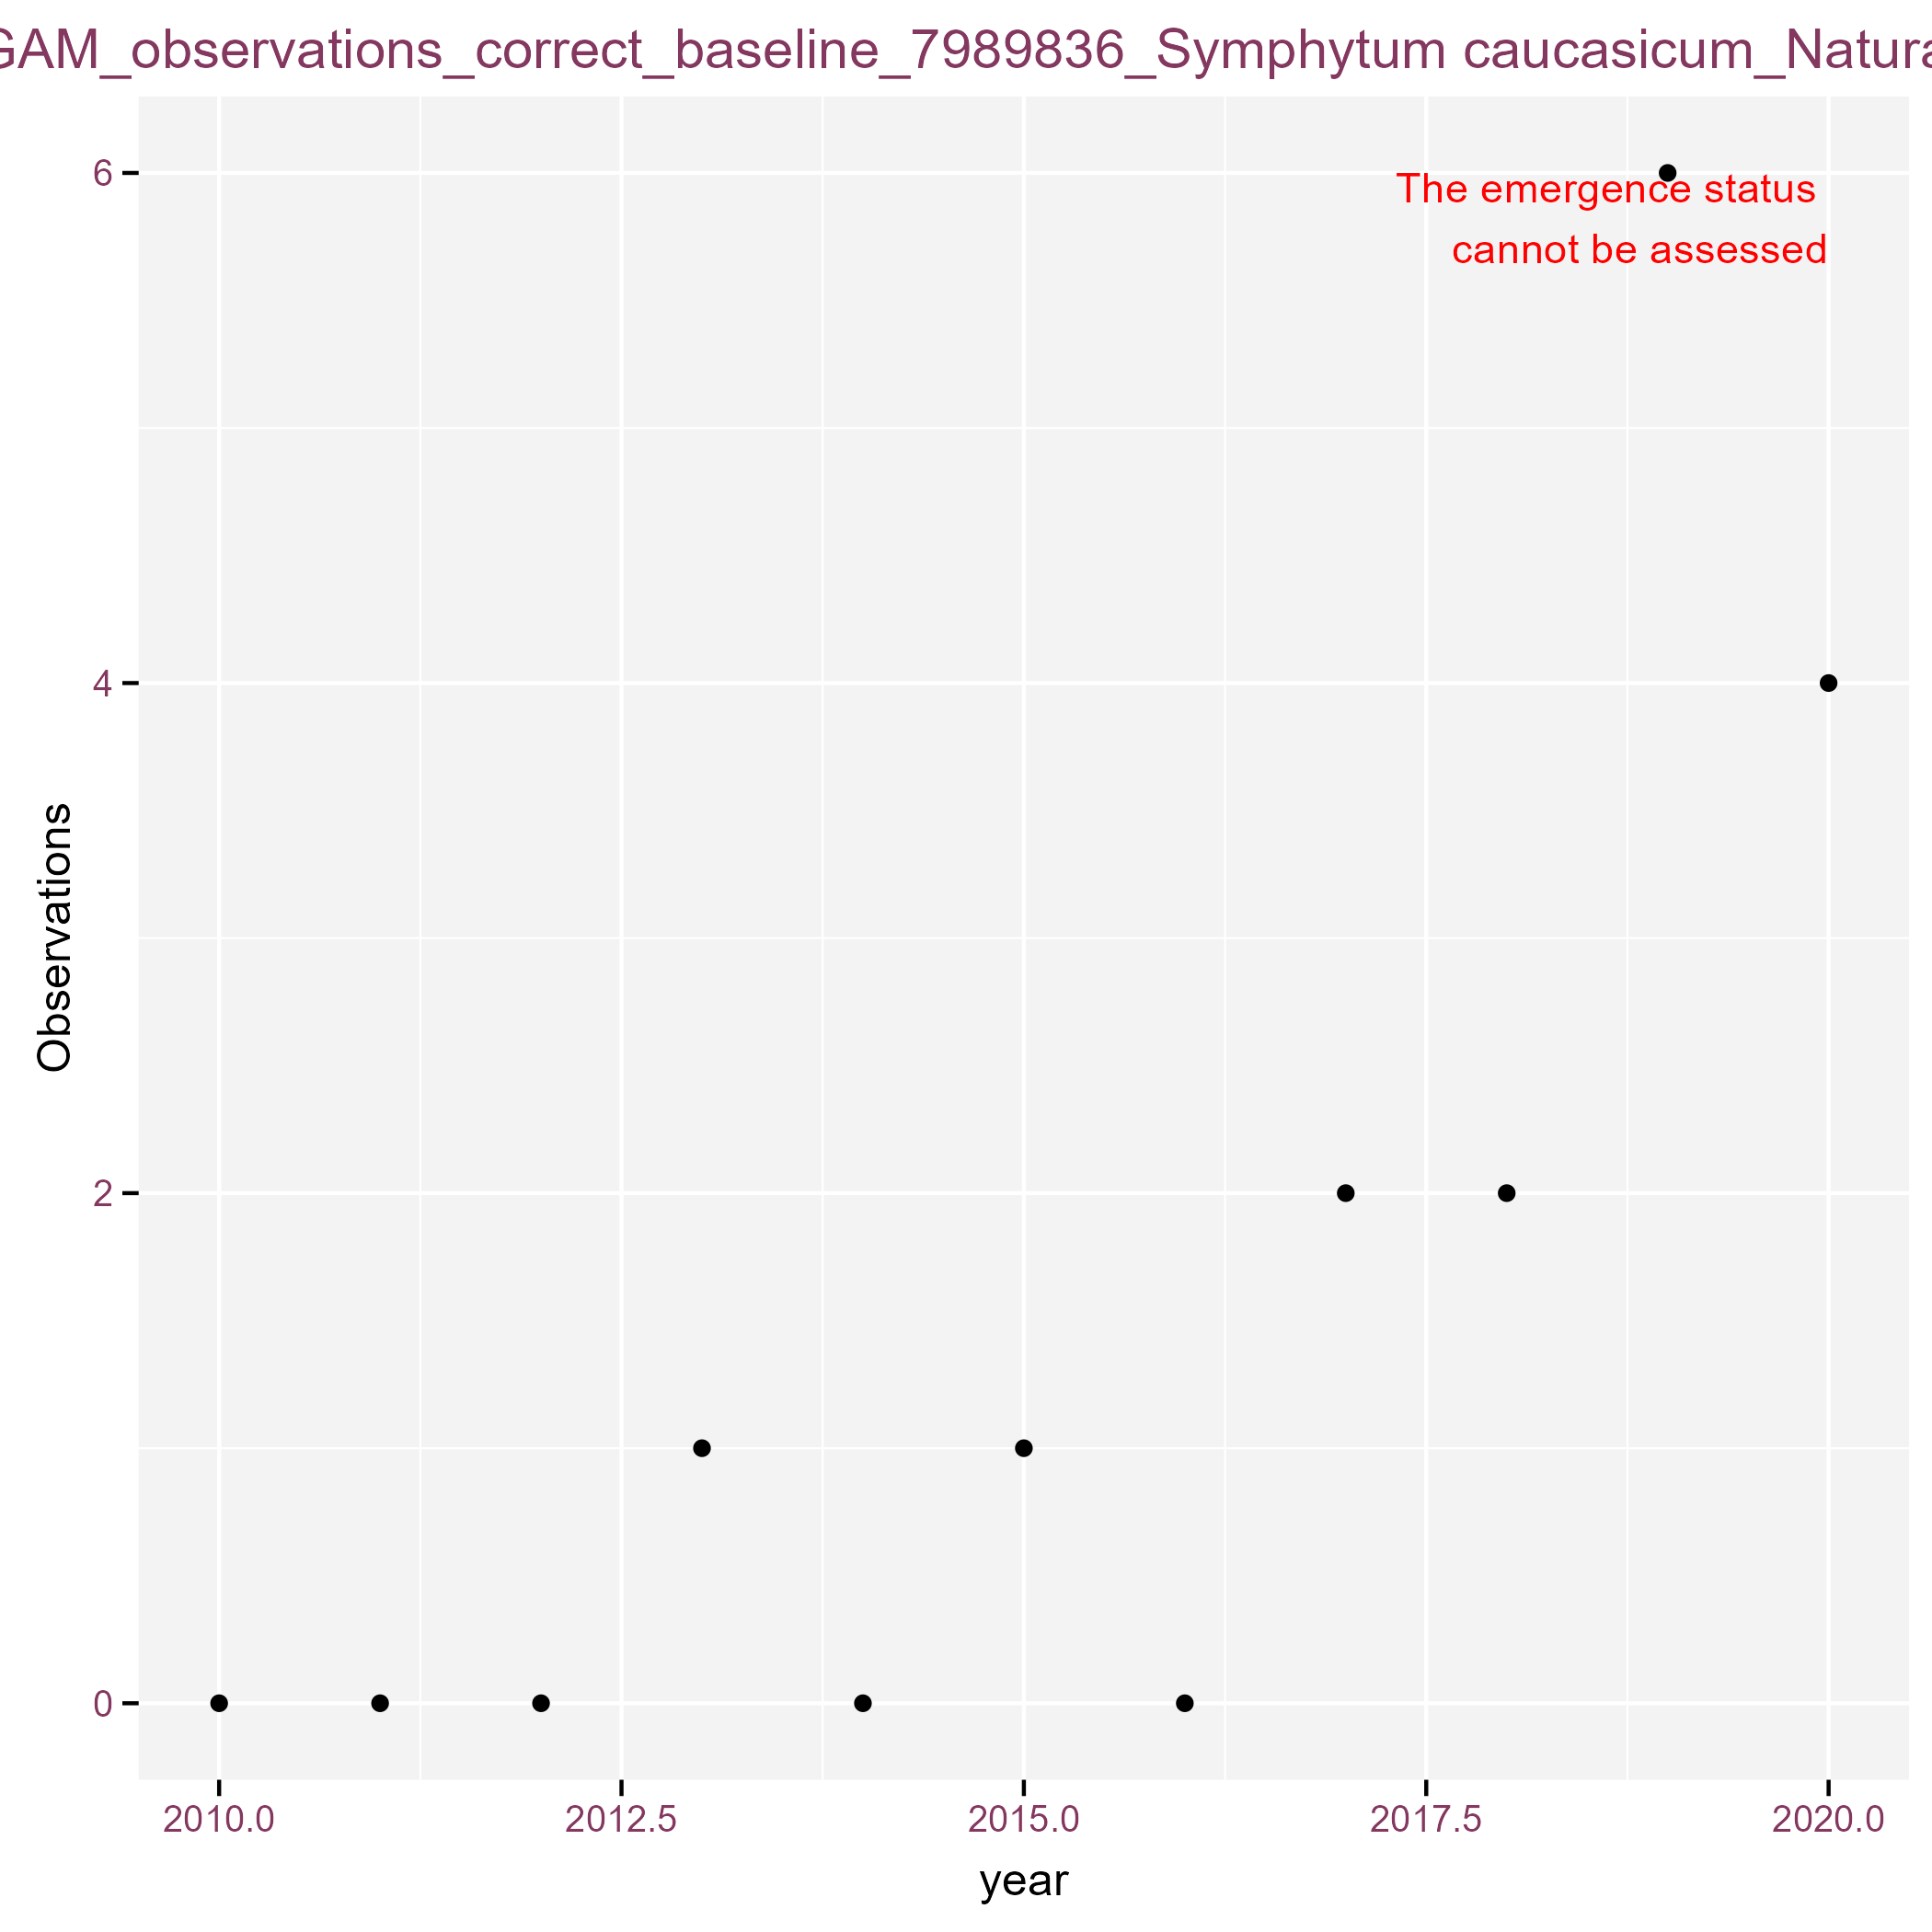 GAM_observations_correct_baseline_7989836_Symphytum caucasicum_Natura
6
The emergence status
cannot be assessed
4
Observations
2
0
2010.0 2012.5 2015.0 2017.5 2020.0
year